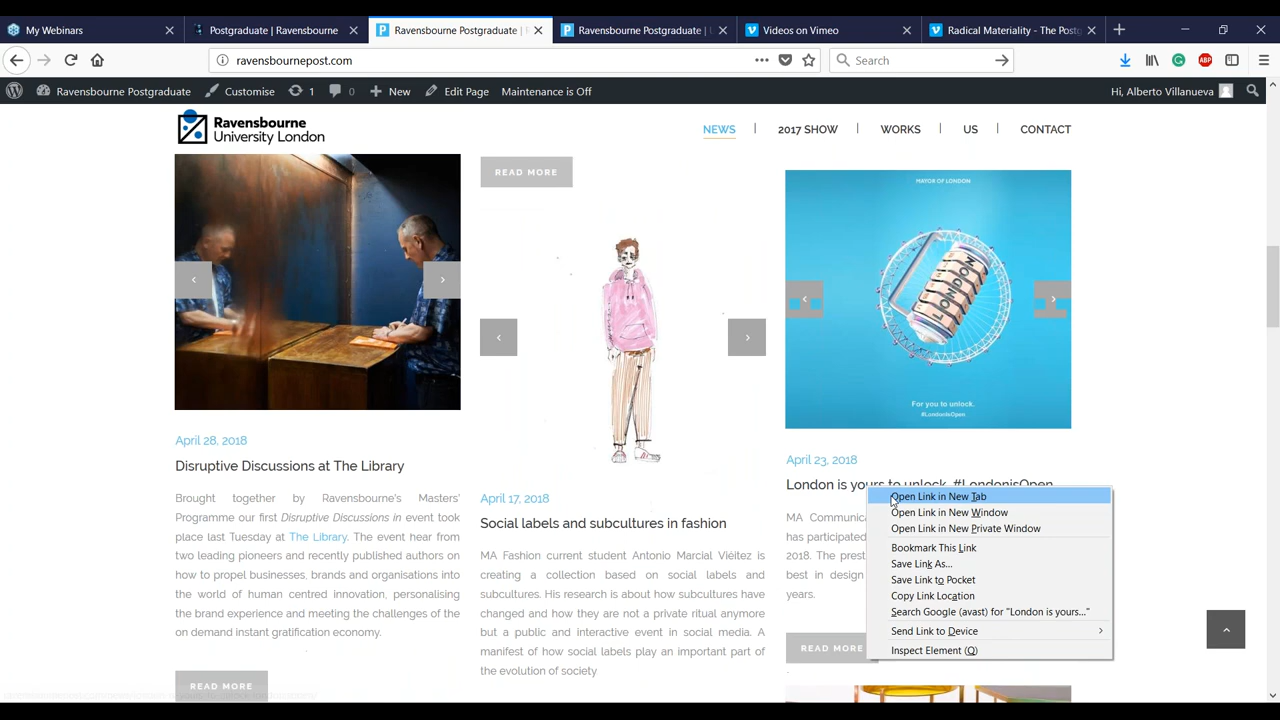 My Webinars
Postgraduate | Ravensbourne
Ravensbourne Postgraduate |
Ravensbourne Postgraduate |
Videos on Vimeo
Radical Materiality - The Postg
ravensbournepost.com
Search
Ravensbourne Postgraduate
Customise
1
0
New
Edit Page
Maintenance is Off
Hi, Alberto Villanueva
Ravensbourne
University London
NEWS
2017 SHOW
WORKS
US
CONTACT
READ MORE
MAYOR OF LONDON
LONDON
For you to unlock.
#LondonIsOpen
April 28, 2018
Disruptive Discussions at The Library
Brought together by Ravensbourne's Masters'
Programme our first Disruptive Discussions in event took
place last Tuesday at The Library. The event hear from
two leading pioneers and recently published authors on
how to propel businesses, brands and organisations into
the world of human centred innovation, personalising
the brand experience and meeting the challenges of the
on demand instant gratification economy.
READ MORE
April 17, 2018
Social labels and subcultures in fashion
MA Fashion current student Antonio Marcial Viéitez is
creating a collection based on social labels and
subcultures. His research is about how subcultures have
changed and how they are not a private ritual anymore
but a public and interactive event in social media. A
manifest of how social labels play an important part of
the evolution of society
April 23, 2018
London is yours to unlock. #LondonisOpen
MA Communica
has participated
2018. The prest
best in design
years.
READ MORE
Open Link in New Tab
Open Link in New Window
Open Link in New Private Window
Bookmark This Link
Save Link As...
Save Link to Pocket
Copy Link Location
Search Google (avast) for "London is yours..."
Send Link to Device
Inspect Element (Q)